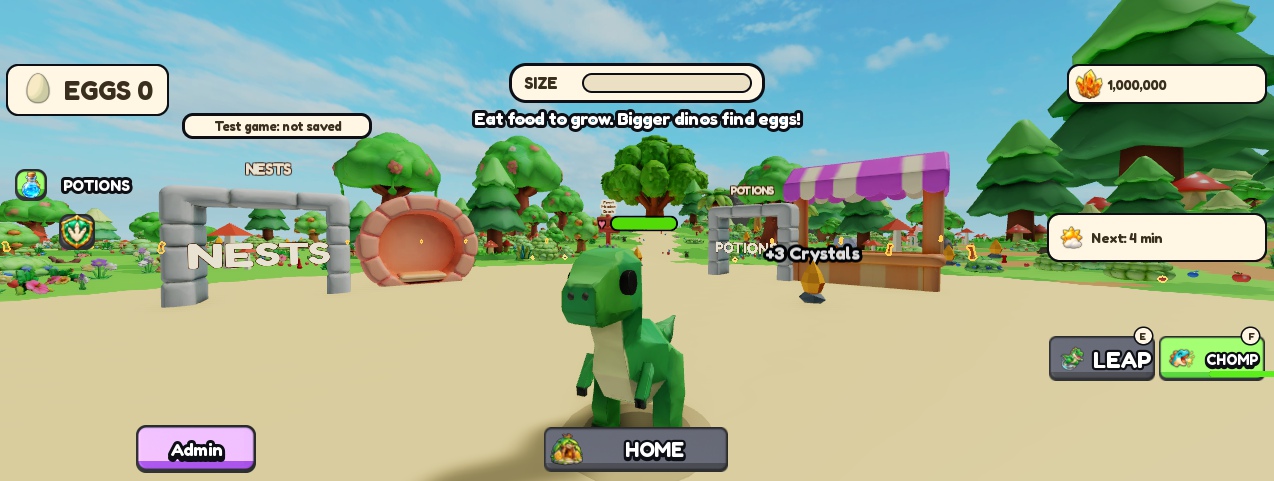 EGGS 0
SIZE
1,000,000
Eat food to grow. Bigger dinos find eggs!
Test game: not saved
NESTS
POTIONS
POTIONS
NESTS
POTION
+3 Crystals
Next: 4 min
E
F
LEAP
CHOMP
Admin
HOME